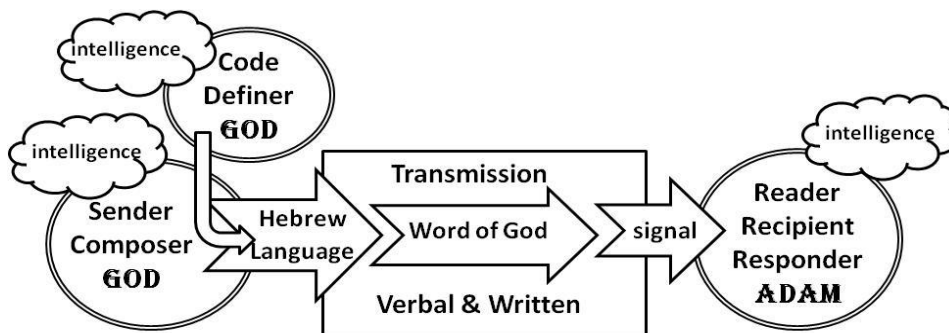 intelligence
Code
Definer
GOD
intelligence
Sender
Composer
GOD
Hebrew
Language
Transmission
Word of God
Verbal & Written
signal
intelligence
Reader
Recipient
Responder
ADAM